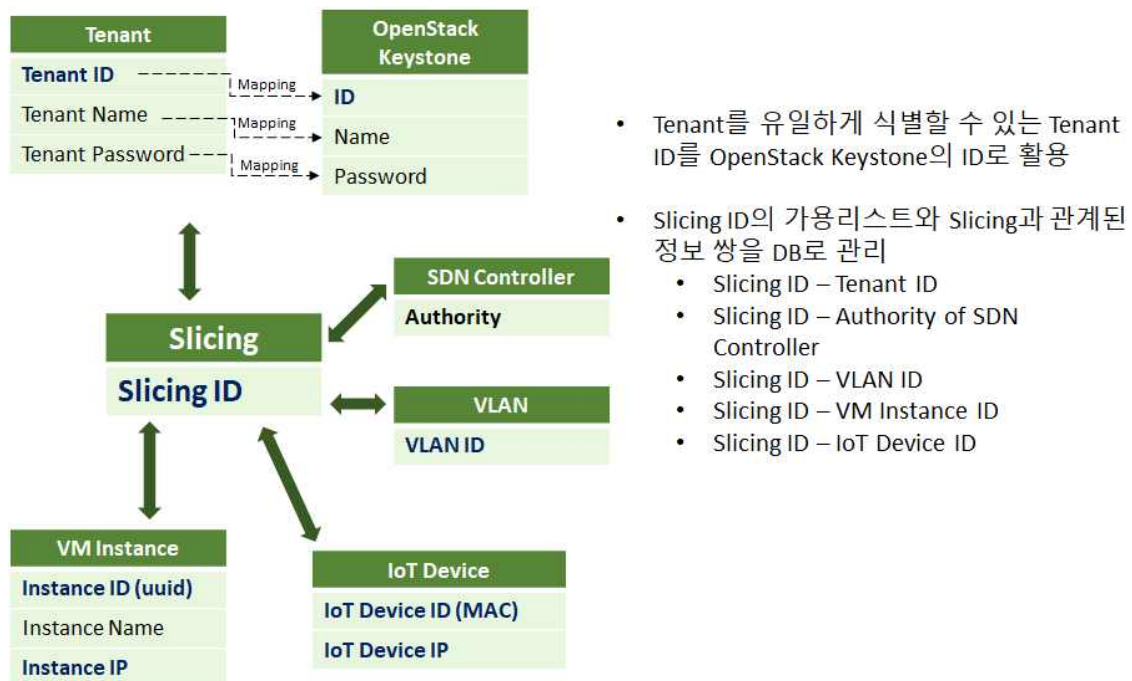 Tenant
Tenant ID
Tenant Name
Tenant Password
Mapping
Mapping
Mapping
OpenStack
Keystone
ID
Name
Password
SDN Controller
Authority
Slicing
Slicing ID
VLAN
VLAN ID
VM Instance
Instance ID (uuid)
Instance Name
Instance IP
IoT Device
IoT Device ID (MAC)
IoT Device IP
• Tenant를 유일하게 식별할 수 있는 Tenant
ID를 OpenStack Keystone의 ID로 활용
• Slicing ID의 가용리스트와 Slicing과 관계된
정보 쌍을 DB로 관리
• Slicing ID – Tenant ID
• Slicing ID – Authority of SDN
Controller
• Slicing ID – VLAN ID
• Slicing ID – VM Instance ID
• Slicing ID – IoT Device ID